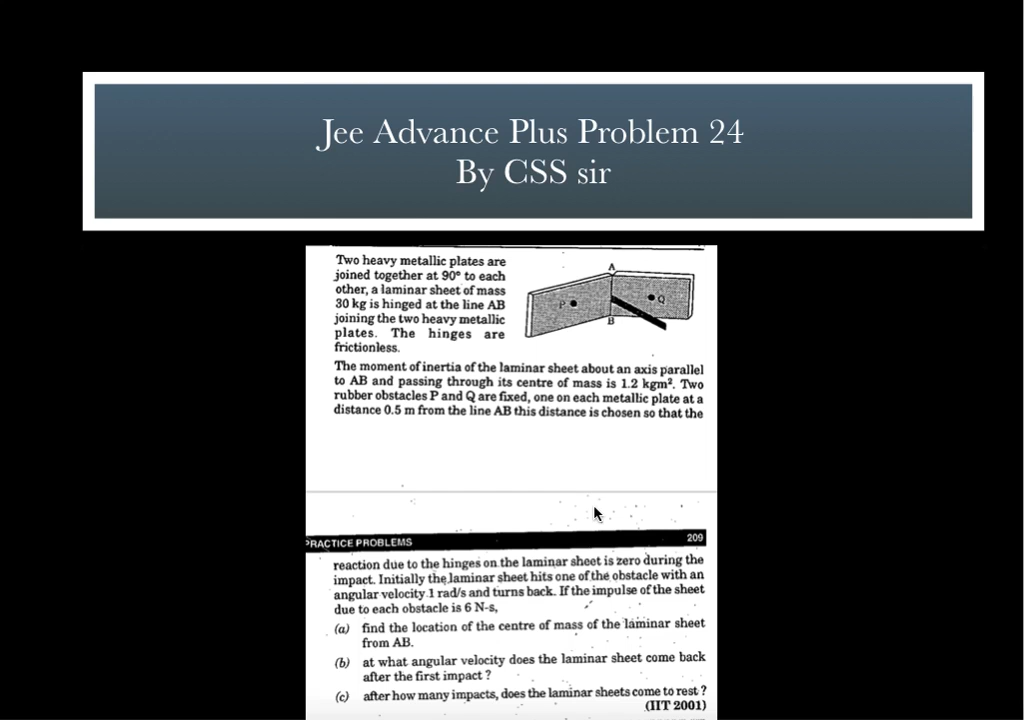 Jee Advance Plus Problem 24
By CSS sir
Two heavy metallic plates are
joined together at 90° to each
other, a laminar sheet of mass
30 kg is hinged at the line AB
joining the two heavy metallic
plates. The hinges are
frictionless.
A
P
Q
B
The moment of inertia of the laminar sheet about an axis parallel
to AB and passing through its centre of mass is 1.2 kgm². Two
rubber obstacles P and Q are fixed, one on each metallic plate at a
distance 0.5 m from the line AB this distance is chosen so that the
PRACTICE PROBLEMS 209
reaction due to the hinges on the laminar sheet is zero during the
impact. Initially the laminar sheet hits one of the obstacle with an
angular velocity 1 rad/s and turns back. If the impulse of the sheet
due to each obstacle is 6 N-s,
(a) find the location of the centre of mass of the laminar sheet
from AB.
(b) at what angular velocity does the laminar sheet come back
after the first impact ?
(c) after how many impacts, does the laminar sheets come to rest ?
(IIT 2001)